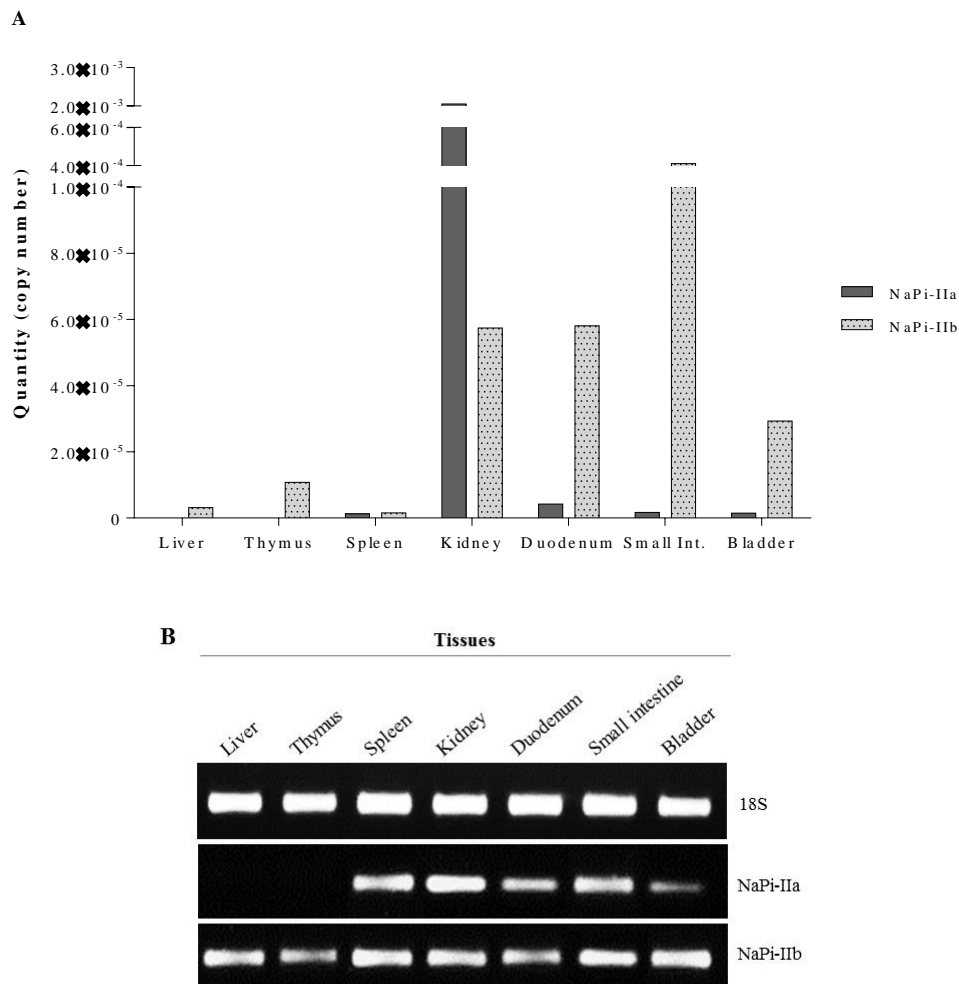 A
Quantity (copy number)
3.0✖10⁻³
2.0✖10⁻³
6.0✖10⁻⁴
4.0✖10⁻⁴
1.0✖10⁻⁴
8.0✖10⁻⁵
6.0✖10⁻⁵
4.0✖10⁻⁵
2.0✖10⁻⁵
0
Liver Thymus Spleen Kidney Duodenum Small Int. Bladder
NaPi-IIa
NaPi-IIb
B
Tissues
Liver Thymus Spleen Kidney Duodenum Small intestine Bladder
18S
NaPi-IIa
NaPi-IIb